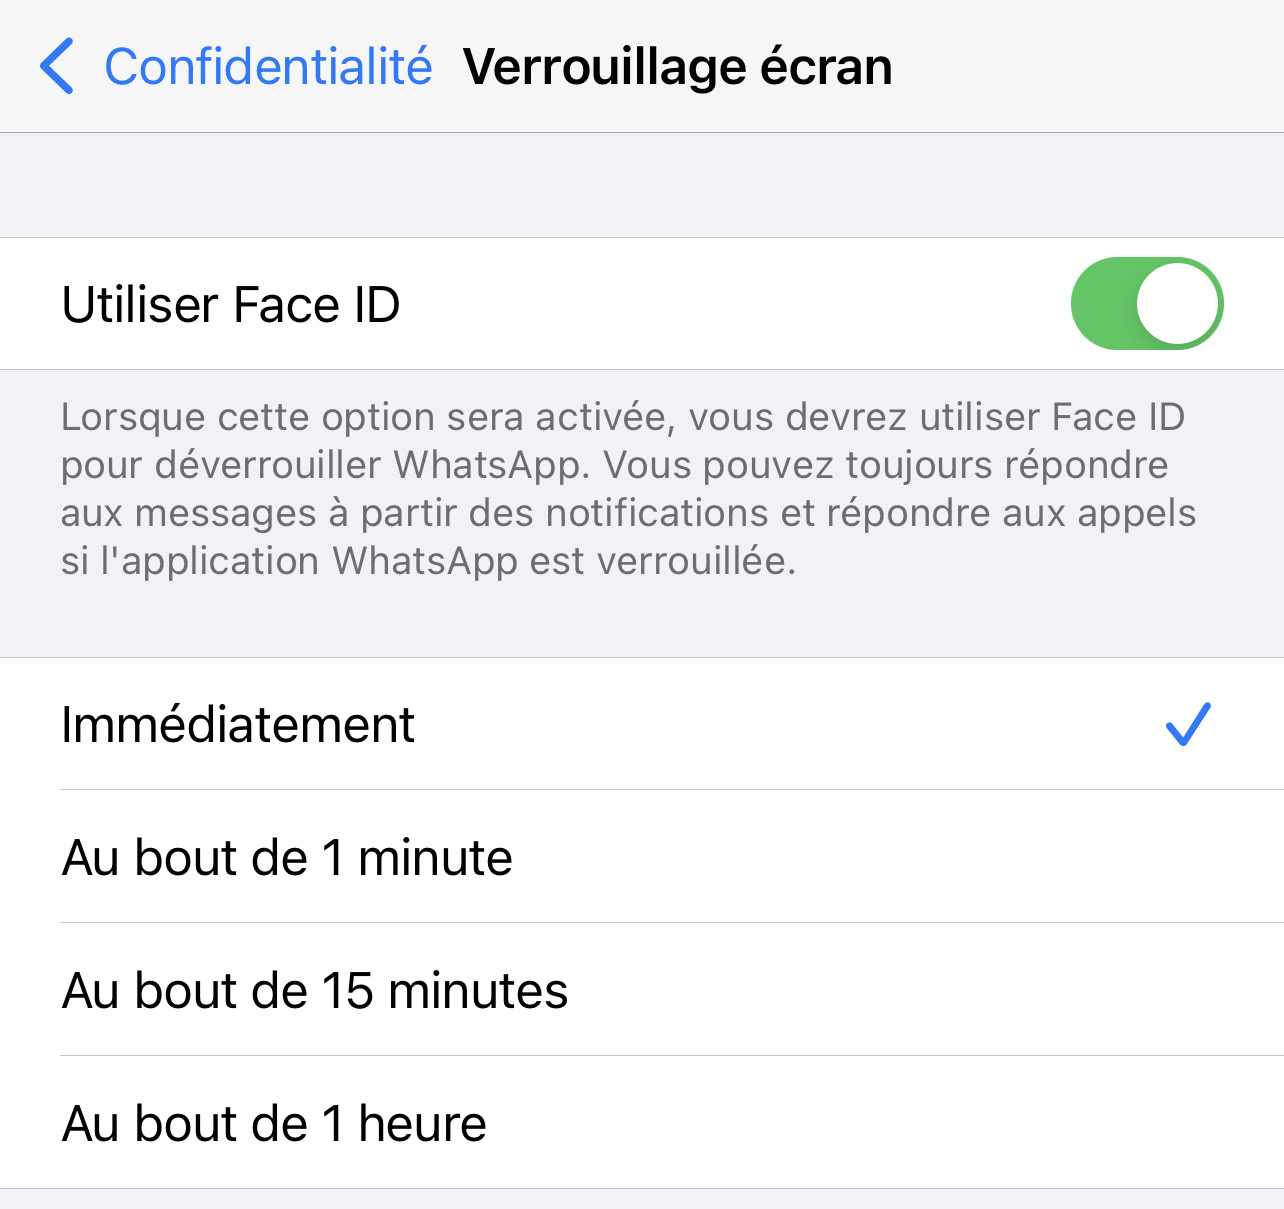 Confidentialité Verrouillage écran
Utiliser Face ID
Lorsque cette option sera activée, vous devrez utiliser Face ID
pour déverrouiller WhatsApp. Vous pouvez toujours répondre
aux messages à partir des notifications et répondre aux appels
si l'application WhatsApp est verrouillée.
Immédiatement
Au bout de 1 minute
Au bout de 15 minutes
Au bout de 1 heure